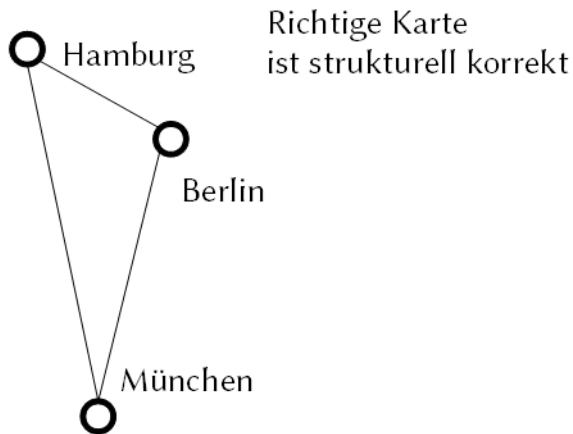 Richtige Karte
ist strukturell korrekt
Hamburg
Berlin
München